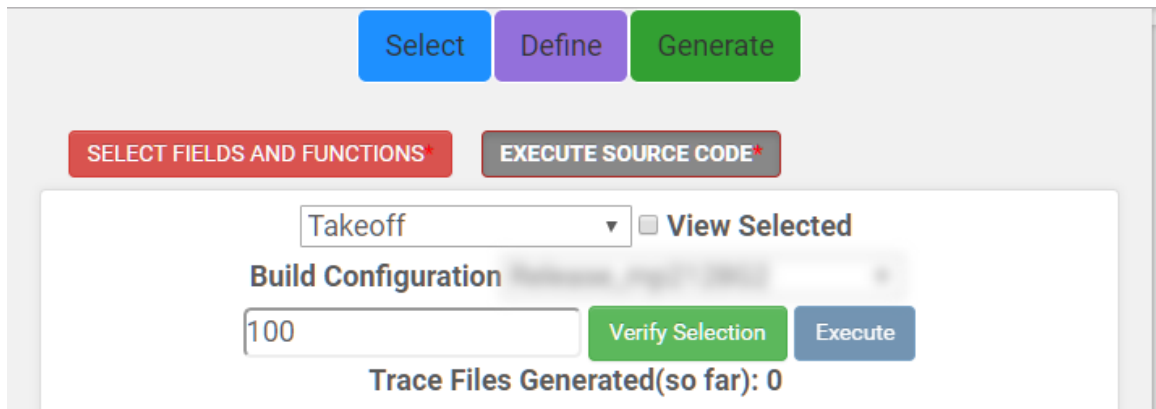 Select Define Generate
SELECT FIELDS AND FUNCTIONS* EXECUTE SOURCE CODE*
Takeoff View Selected
Build Configuration
100 Verify Selection Execute
Trace Files Generated(so far): 0